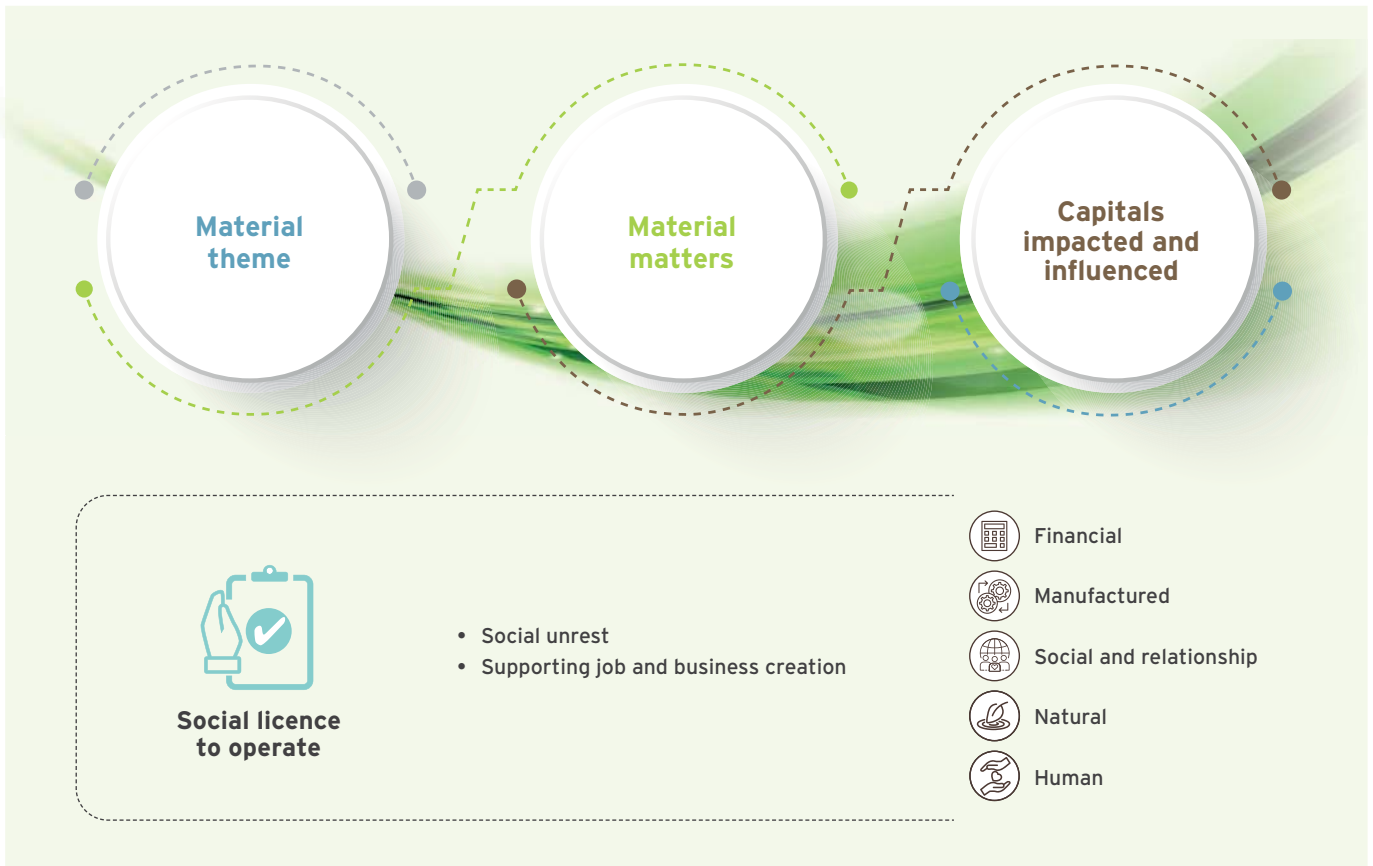 Material
theme
Material
matters
Capitals
impacted and
influenced
Social licence
to operate
• Social unrest
• Supporting job and business creation
Financial
Manufactured
Social and relationship
Natural
Human